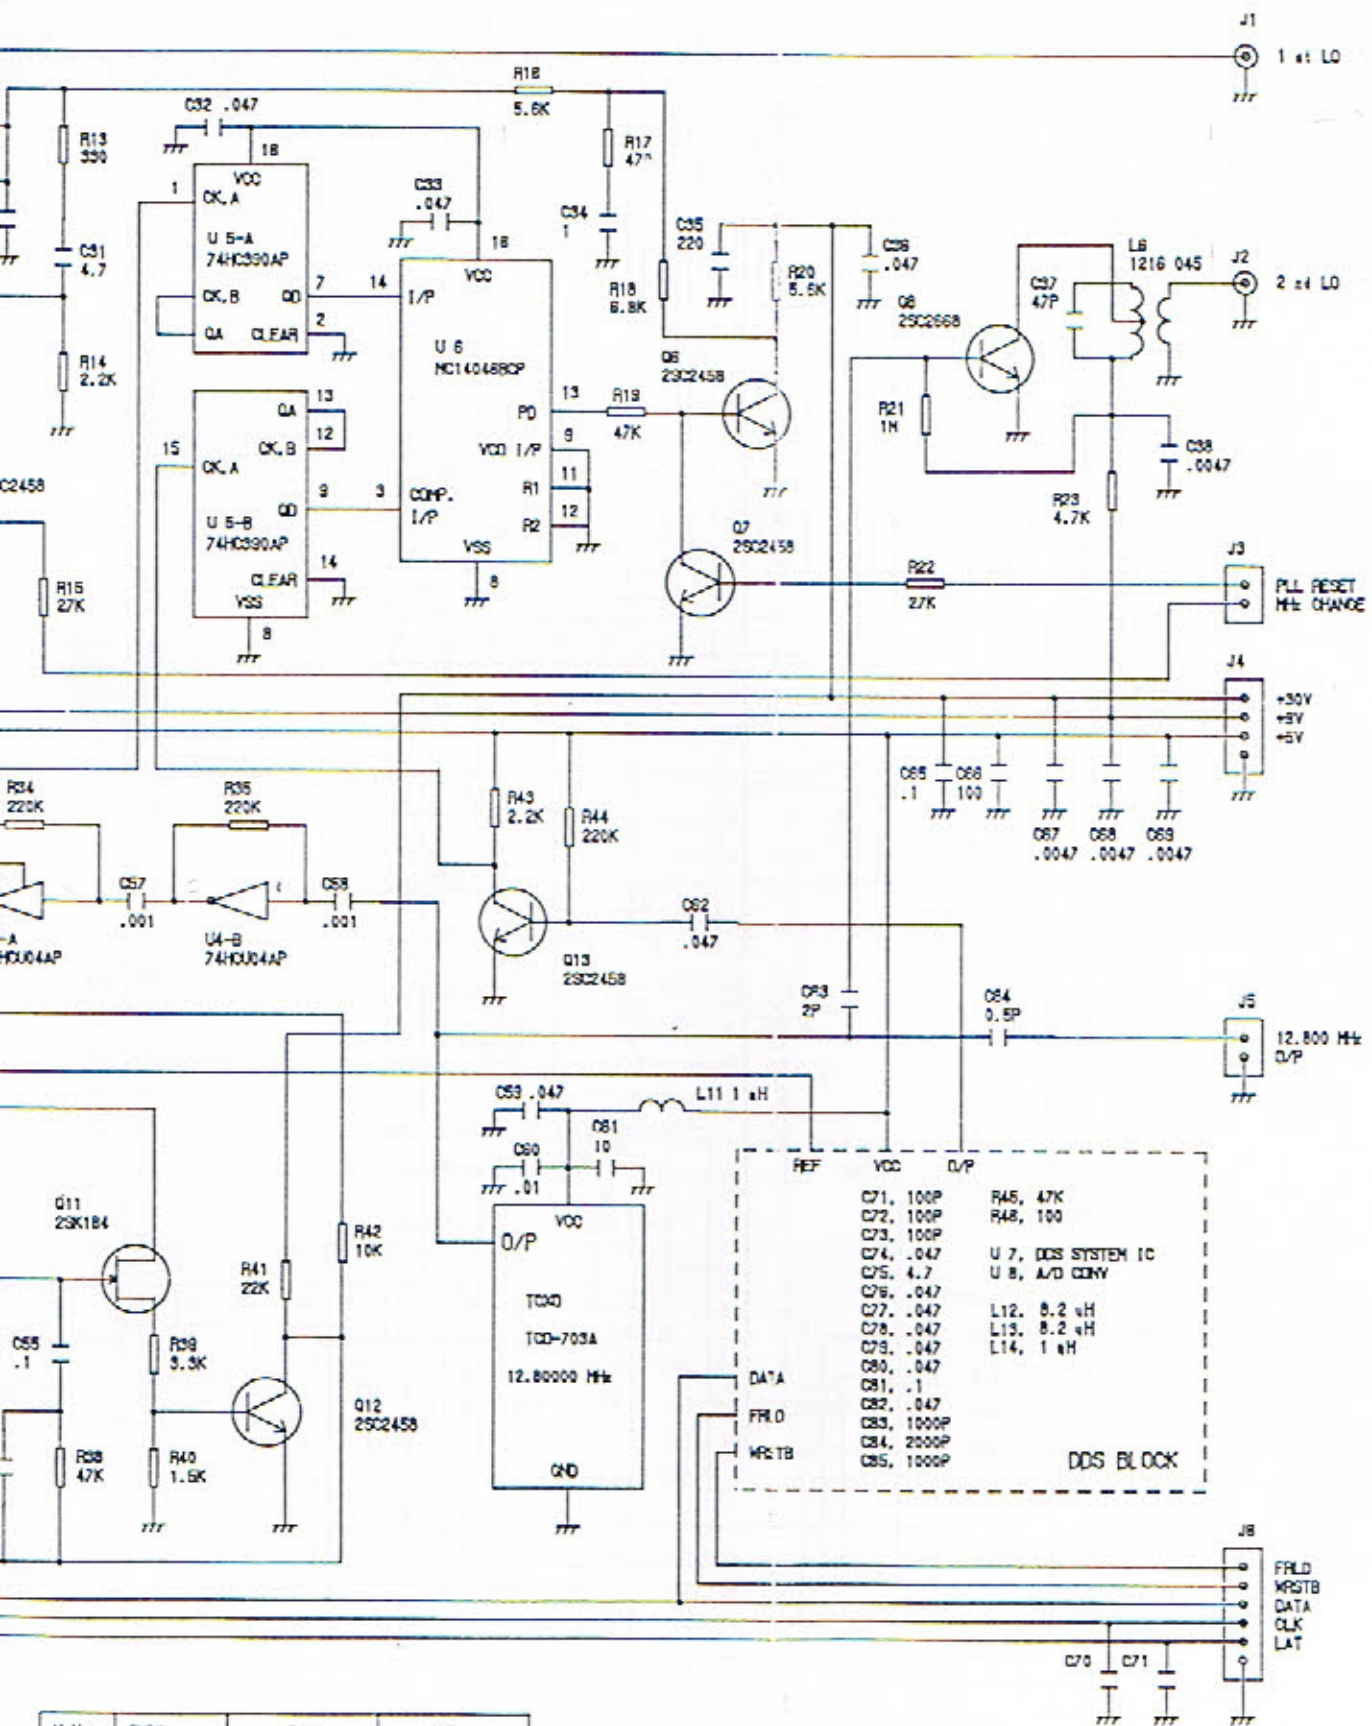 J1
1 st LO
R16
5.6K
C32 .047
R13
330
R17
18
VCC
1
CK.A
C33
.047
C34
1
C35
220
C36
.047
L6
1216 045
J2
2 nd LO
U 5-A
74HC390AP
C31
4.7
16
VCC
R18
6.8K
R20
5.6K
C37
47P
Q8
2SC2668
CK.B
QD
7
14
I/P
QA
CLEAR
2
U 6
MC14046BCP
R14
2.2K
Q6
2SC2458
QA
13
CK.B
12
PD
13
R19
47K
R21
1M
15
CK.A
VCO I/P
9
C38
.0047
C2458
QD
9
3
COMP.
I/P
R1
11
R2
12
R23
4.7K
U 5-B
74HC390AP
VSS
8
Q7
2SC2458
CLEAR
14
VSS
8
R15
27K
R22
27K
J3
PLL RESET
MHz CHANGE
J4
+30V
+9V
+5V
R34
220K
R35
220K
R43
2.2K
R44
220K
C65
.1
C66
100
C67
.0047
C68
.0047
C69
.0047
C57
.001
C58
.001
C62
.047
-A
HCU04AP
U4-B
74HCU04AP
Q13
2SC2458
C63
2P
C64
0.5P
J5
12.800 MHz
O/P
C59 .047
L11 1 uH
C61
10
C60
.01
REF
VCC
O/P
Q11
2SK184
VCC
O/P
R42
10K
R41
22K
C71, 100P
C72, 100P
C73, 100P
C74, .047
C75, 4.7
C76, .047
C77, .047
C78, .047
C79, .047
C80, .047
C81, .1
C82, .047
C83, 1000P
C84, 2000P
C85, 1000P
R45, 47K
R46, 100
U 7, DDS SYSTEM IC
U 8, A/D CONV
L12, 8.2 uH
L13, 8.2 uH
L14, 1 uH
TCXO
TCO-703A
12.80000 MHz
C55
.1
R39
3.3K
DATA
FRLD
WRSTB
DDS BLOCK
Q12
2SC2458
R38
47K
R40
1.5K
GND
J6
FRLD
WRSTB
DATA
CLK
LAT
C70
C71